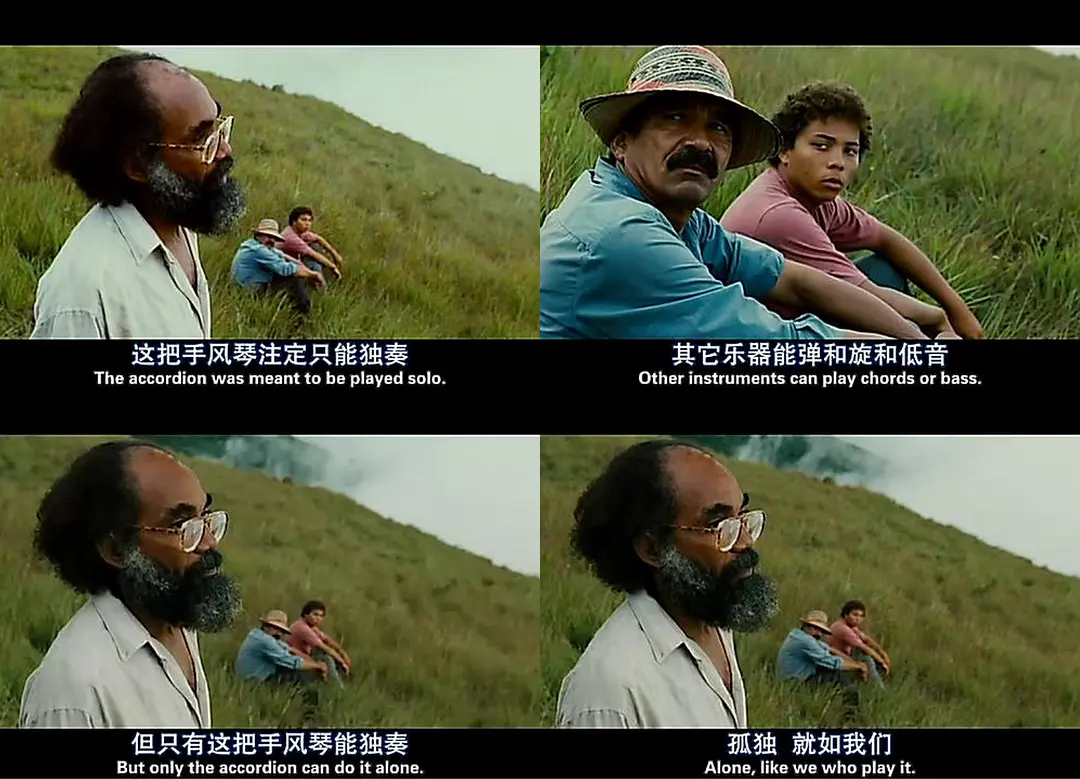 这把手风琴注定只能独奏
The accordion was meant to be played solo.
其它乐器能弹和旋和低音
Other instruments can play chords or bass.
但只有这把手风琴能独奏
But only the accordion can do it alone.
孤独 就如我们
Alone, like we who play it.